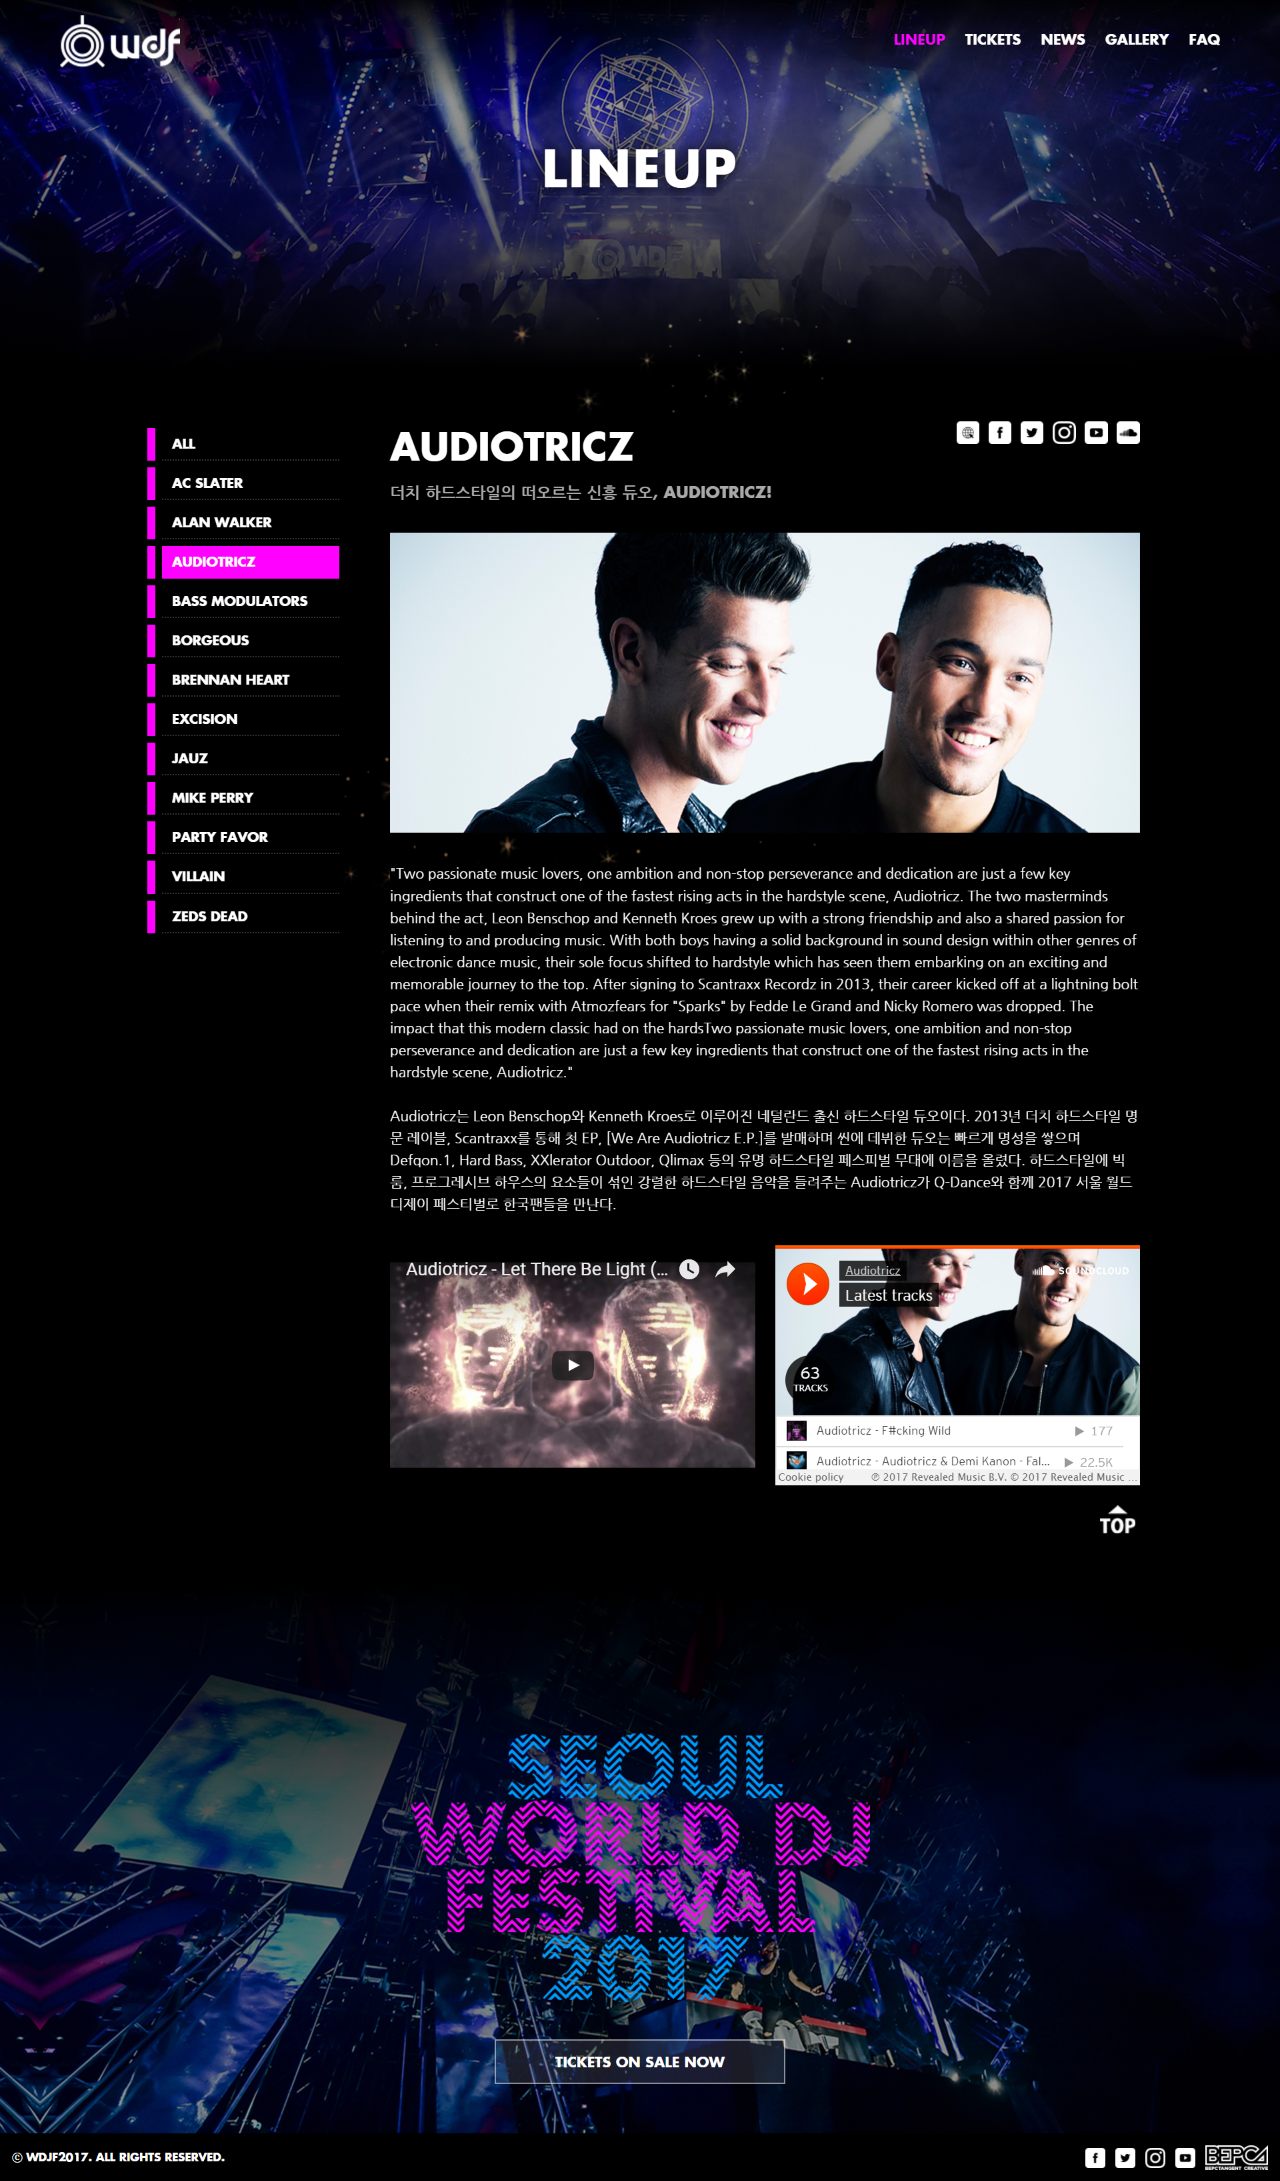 wdf
LINEUP TICKETS NEWS GALLERY FAQ
LINEUP
WDF
ALL
AC SLATER
ALAN WALKER
AUDIOTRICZ
BASS MODULATORS
BORGEOUS
BRENNAN HEART
EXCISION
JAUZ
MIKE PERRY
PARTY FAVOR
VILLAIN
ZEDS DEAD
AUDIOTRICZ
더치 하드스타일의 떠오르는 신흥 듀오, AUDIOTRICZ!
"Two passionate music lovers, one ambition and non-stop perseverance and dedication are just a few key
ingredients that construct one of the fastest rising acts in the hardstyle scene, Audiotricz. The two masterminds
behind the act, Leon Benschop and Kenneth Kroes grew up with a strong friendship and also a shared passion for
listening to and producing music. With both boys having a solid background in sound design within other genres of
electronic dance music, their sole focus shifted to hardstyle which has seen them embarking on an exciting and
memorable journey to the top. After signing to Scantraxx Recordz in 2013, their career kicked off at a lightning bolt
pace when their remix with Atmozfears for "Sparks" by Fedde Le Grand and Nicky Romero was dropped. The
impact that this modern classic had on the hardsTwo passionate music lovers, one ambition and non-stop
perseverance and dedication are just a few key ingredients that construct one of the fastest rising acts in the
hardstyle scene, Audiotricz."
Audiotricz는 Leon Benschop와 Kenneth Kroes로 이루어진 네덜란드 출신 하드스타일 듀오이다. 2013년 더치 하드스타일 명
문 레이블, Scantraxx를 통해 첫 EP, [We Are Audiotricz E.P.]를 발매하며 씬에 데뷔한 듀오는 빠르게 명성을 쌓으며
Defqon.1, Hard Bass, XXlerator Outdoor, Qlimax 등의 유명 하드스타일 페스피벌 무대에 이름을 올렸다. 하드스타일에 빅
룸, 프로그레시브 하우스의 요소들이 섞인 강렬한 하드스타일 음악을 들려주는 Audiotricz가 Q-Dance와 함께 2017 서울 월드
디제이 페스티벌로 한국팬들을 만난다.
Audiotricz - Let There Be Light (...
Audiotricz
SOUNDCLOUD
Latest tracks
63
TRACKS
Audiotricz - F#cking Wild 177
Audiotricz - Audiotricz & Demi Kanon - Fal... 22.5K
Cookie policy ℗ 2017 Revealed Music B.V. © 2017 Revealed Music ...
TOP
SEOUL
WORLD DJ
FESTIVAL
2017
TICKETS ON SALE NOW
© WDJF2017. ALL RIGHTS RESERVED.
BEPC
BEPCTANGENT CREATIVE